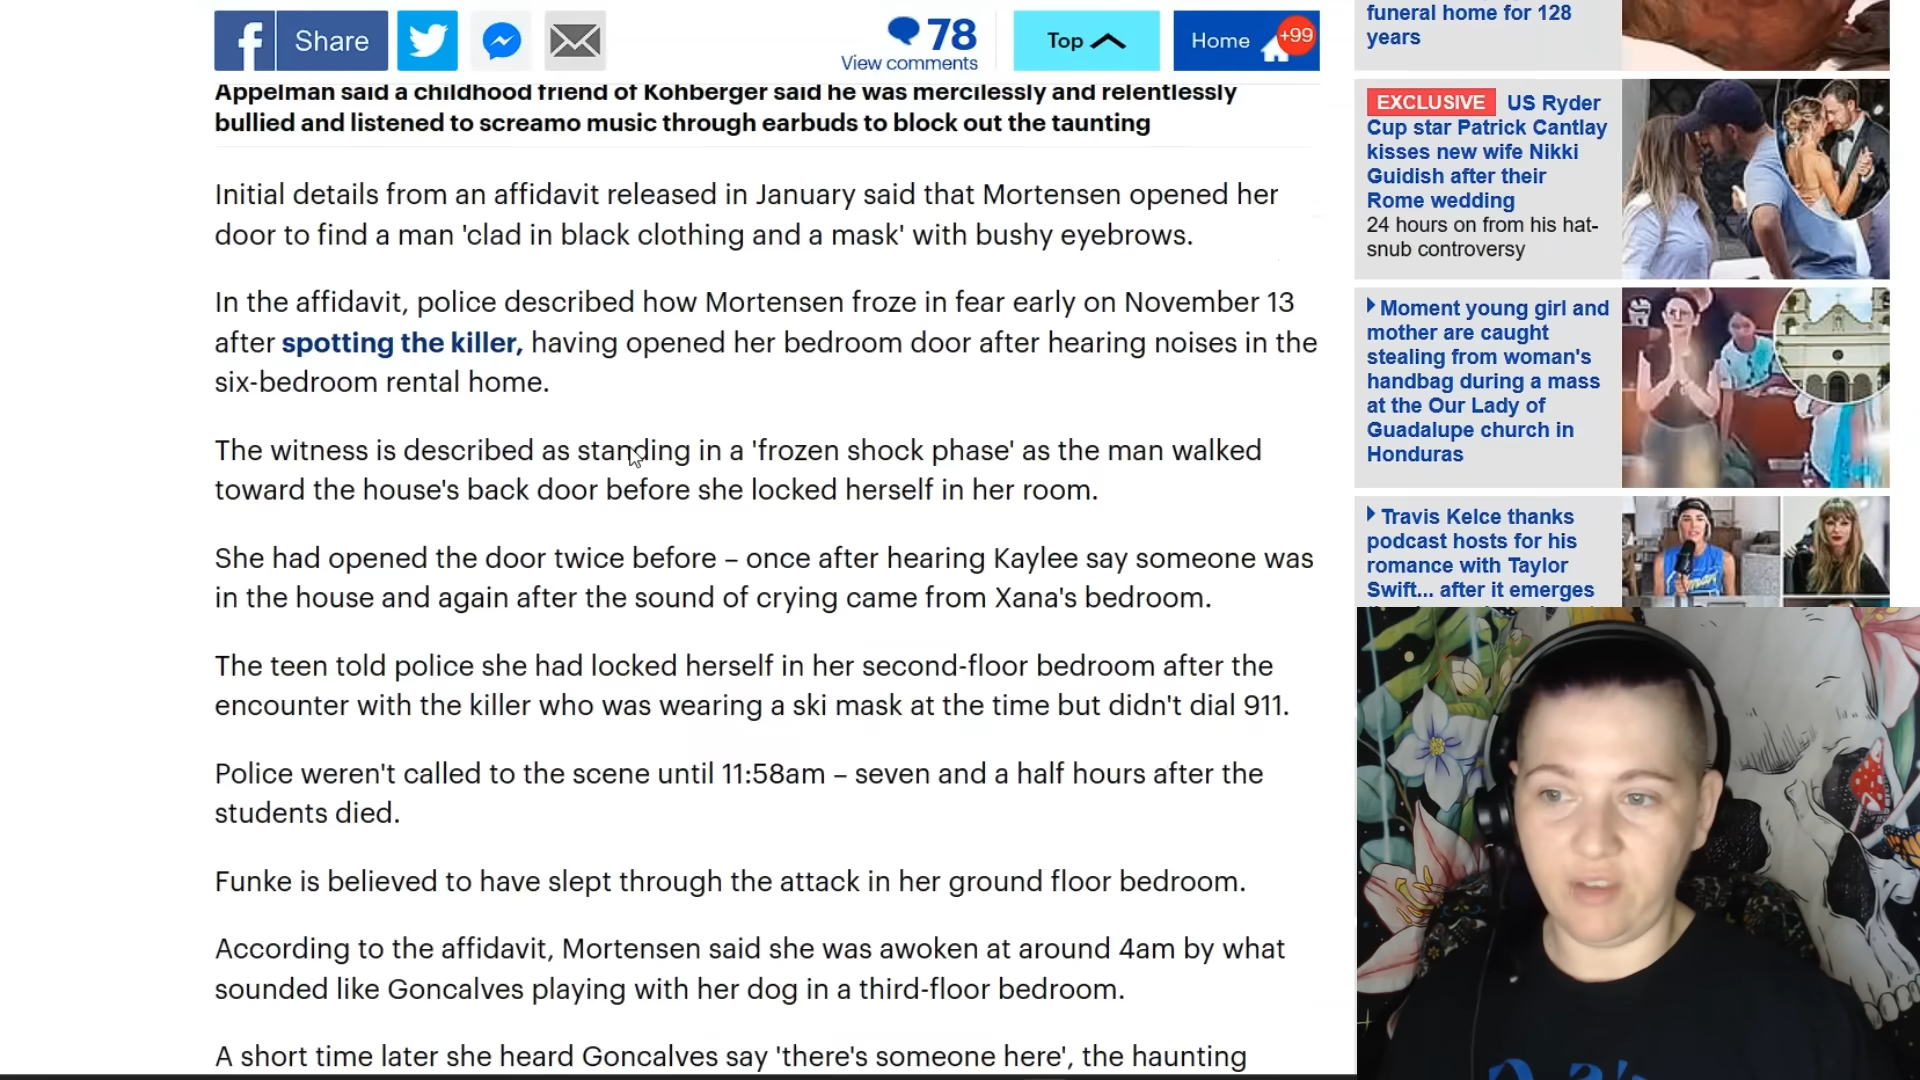 Share
78
View comments
Top
Home
+99
Appelman said a childhood friend of Kohberger said he was mercilessly and relentlessly
bullied and listened to screamo music through earbuds to block out the taunting
Initial details from an affidavit released in January said that Mortensen opened her
door to find a man 'clad in black clothing and a mask' with bushy eyebrows.
In the affidavit, police described how Mortensen froze in fear early on November 13
after spotting the killer, having opened her bedroom door after hearing noises in the
six-bedroom rental home.
The witness is described as standing in a 'frozen shock phase' as the man walked
toward the house's back door before she locked herself in her room.
She had opened the door twice before – once after hearing Kaylee say someone was
in the house and again after the sound of crying came from Xana's bedroom.
The teen told police she had locked herself in her second-floor bedroom after the
encounter with the killer who was wearing a ski mask at the time but didn't dial 911.
Police weren't called to the scene until 11:58am – seven and a half hours after the
students died.
Funke is believed to have slept through the attack in her ground floor bedroom.
According to the affidavit, Mortensen said she was awoken at around 4am by what
sounded like Goncalves playing with her dog in a third-floor bedroom.
A short time later she heard Goncalves say 'there's someone here', the haunting
funeral home for 128
years
EXCLUSIVE US Ryder
Cup star Patrick Cantlay
kisses new wife Nikki
Guidish after their
Rome wedding
24 hours on from his hat-
snub controversy
Moment young girl and
mother are caught
stealing from woman's
handbag during a mass
at the Our Lady of
Guadalupe church in
Honduras
Travis Kelce thanks
podcast hosts for his
romance with Taylor
Swift... after it emerges